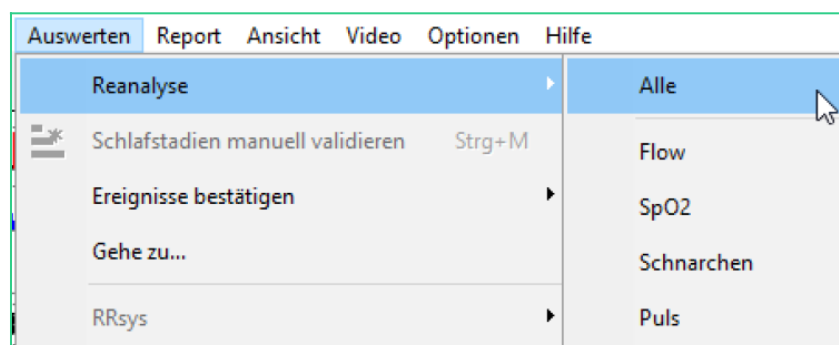 Auswerten Report Ansicht Video Optionen Hilfe
Reanalyse
Alle
Schlafstadien manuell validieren Strg+M
Flow
Ereignisse bestätigen
SpO2
Gehe zu...
Schnarchen
RRsys
Puls